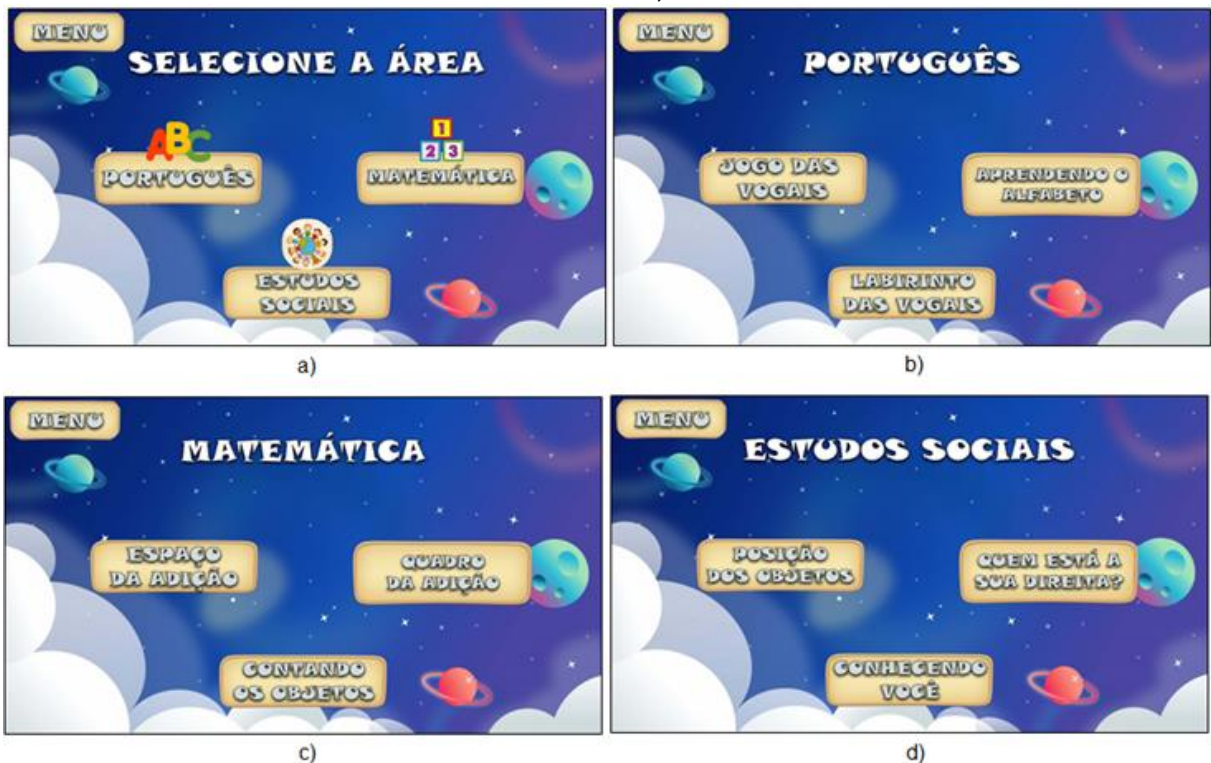 MENU
SELECIONE A ÁREA
ABC
PORTUGUÊS
1
2 3
MATEMÁTICA
ESTUDOS
SOCIAIS
a)
MENU
PORTUGUÊS
JOGO DAS
VOGAIS
APRENDENDO O
ALFABETO
LABIRINTO
DAS VOGAIS
b)
MENU
MATEMÁTICA
ESPAÇO
DA ADIÇÃO
QUADRO
DA ADIÇÃO
CONTANDO
OS OBJETOS
c)
MENU
ESTUDOS SOCIAIS
POSIÇÃO
DOS OBJETOS
QUEM ESTÁ A
SUA DIREITA?
CONHECENDO
VOCÊ
d)